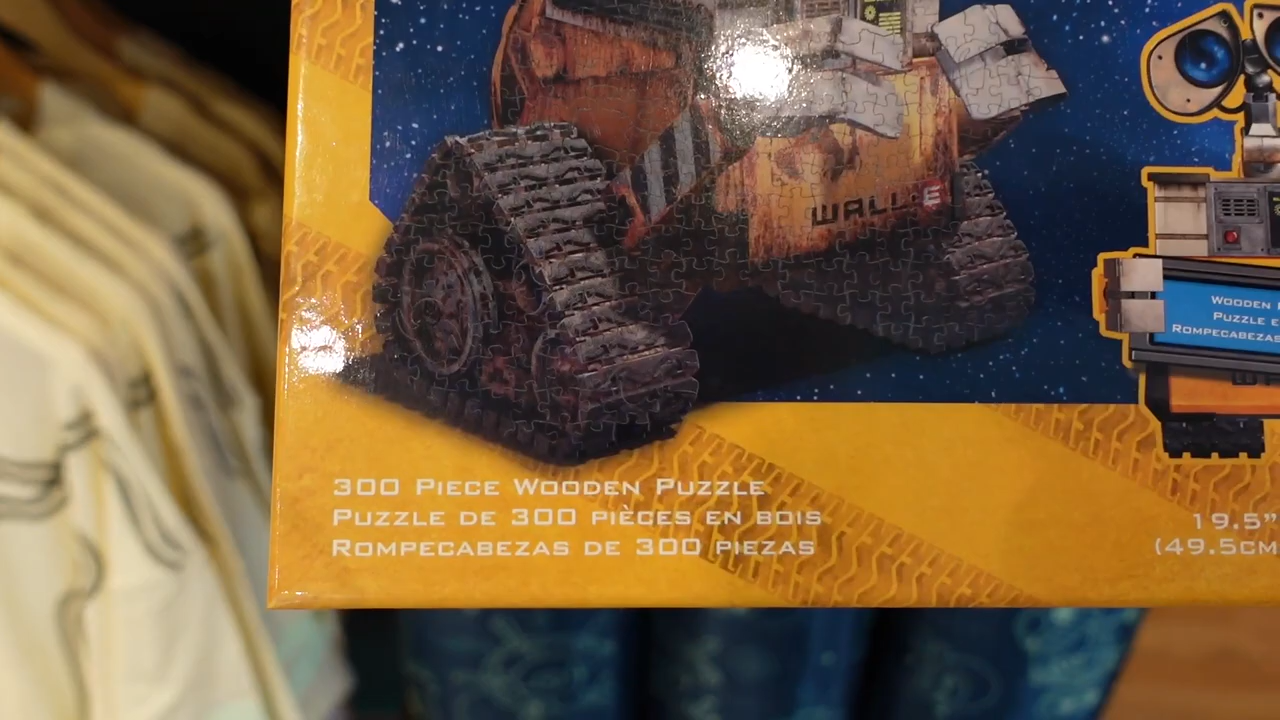 WALL•E
WOODEN
PUZZLE
ROMPECABEZAS
300 PIECE WOODEN PUZZLE
PUZZLE DE 300 PIÈCES EN BOIS
ROMPECABEZAS DE 300 PIEZAS
19.5"
(49.5CM